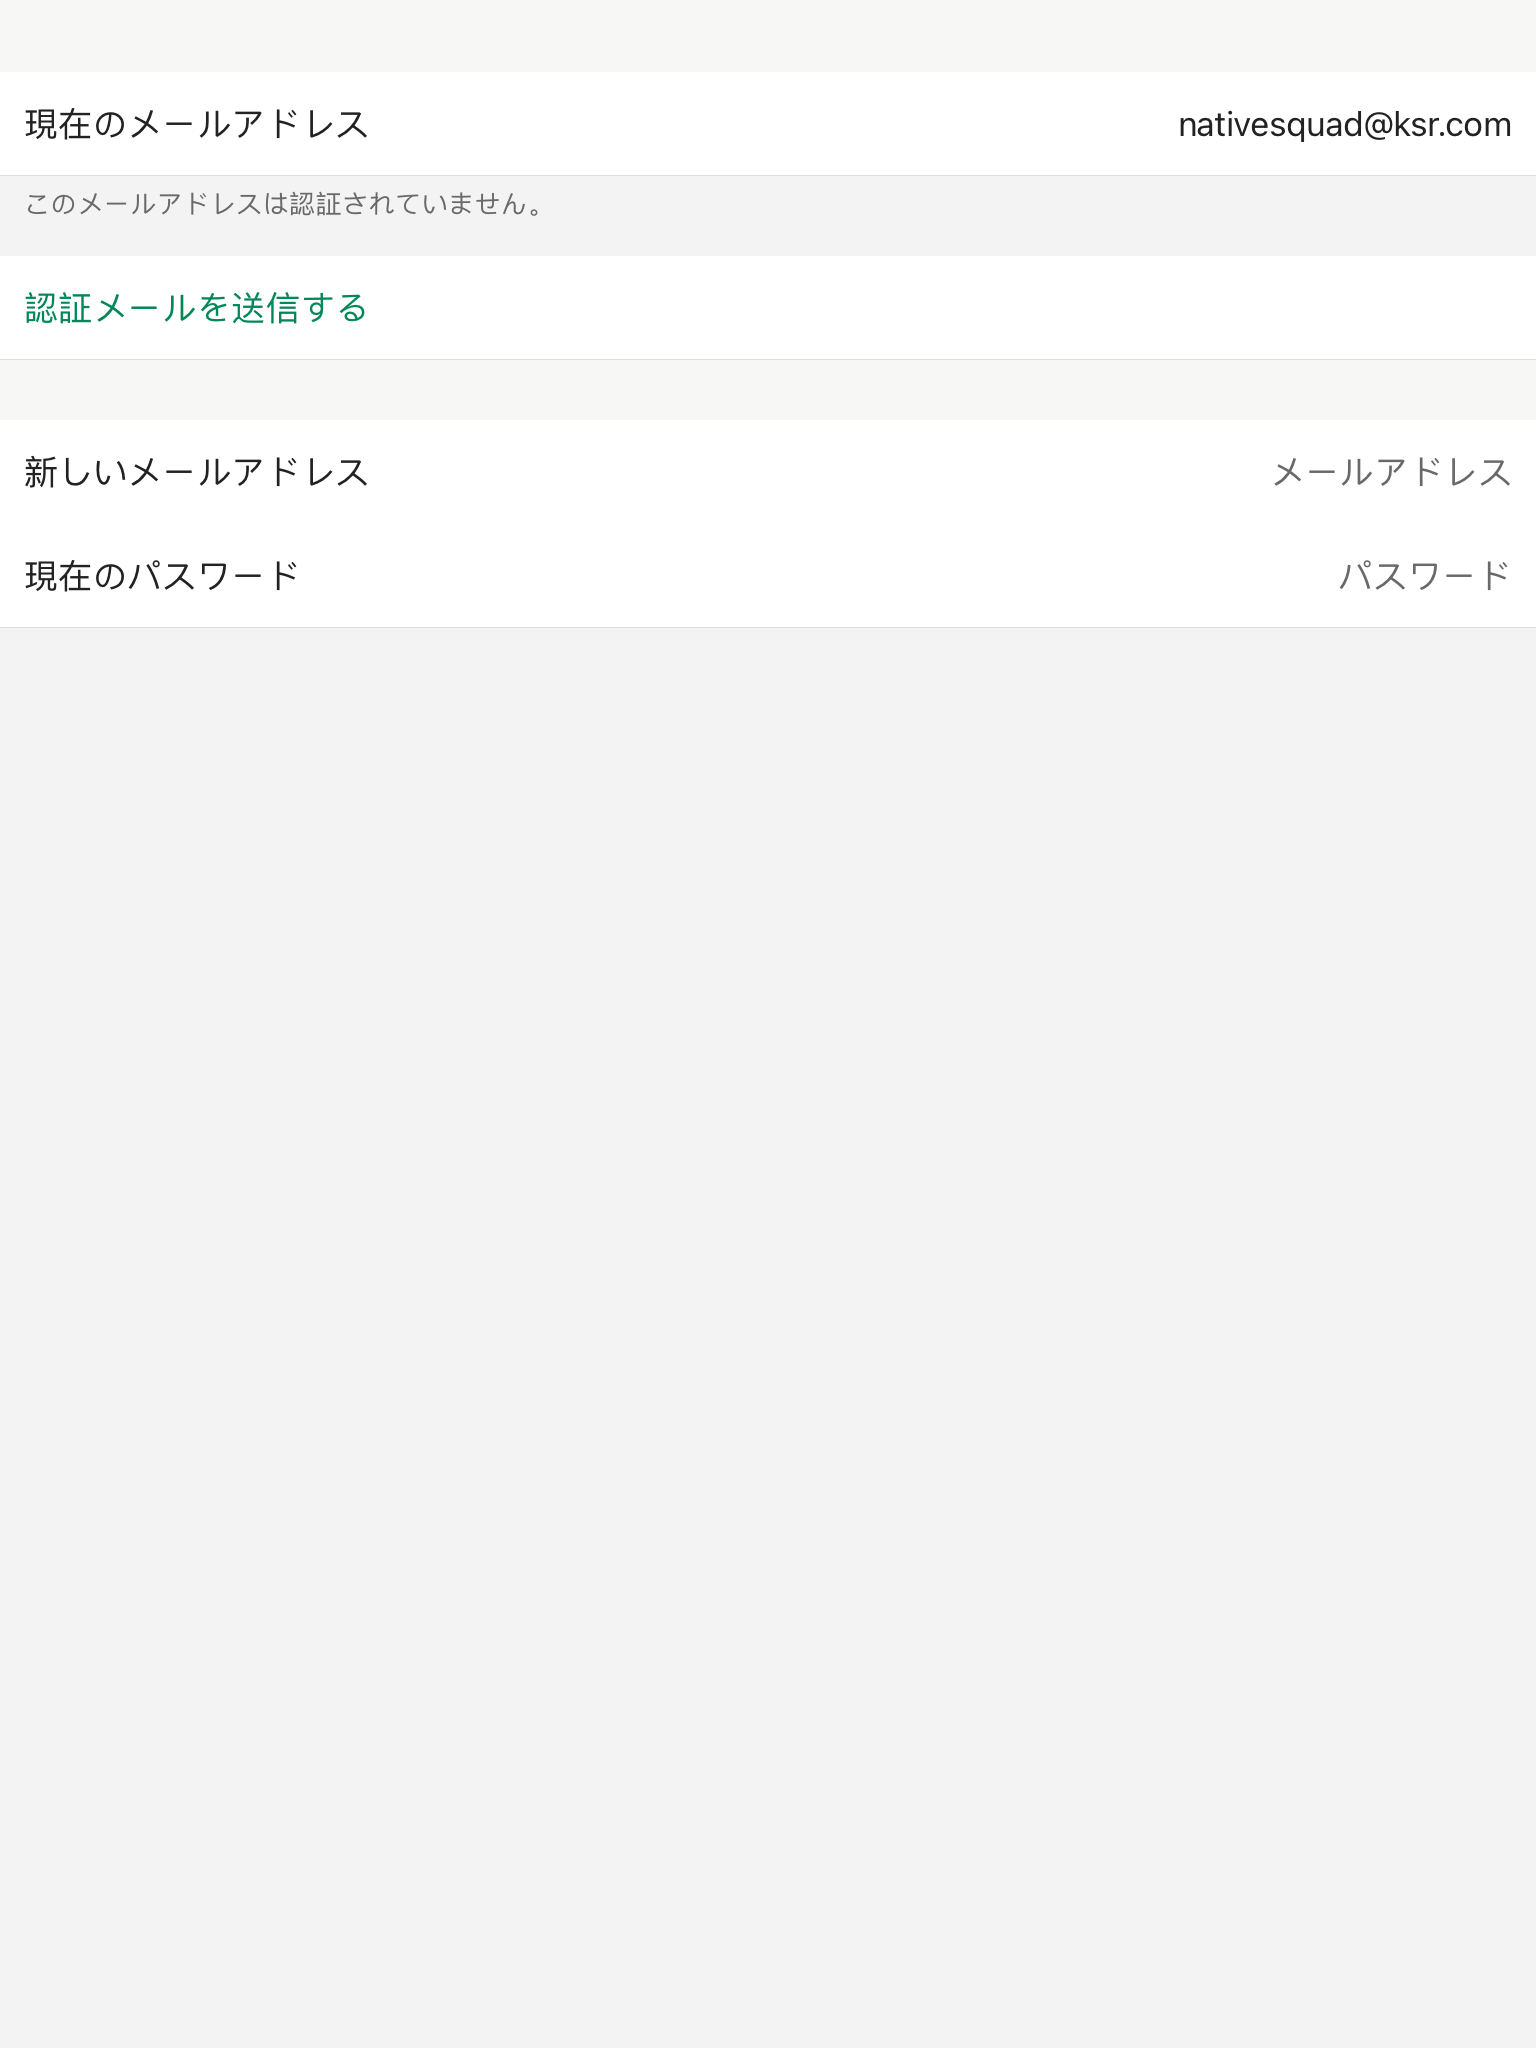 現在のメールアドレス nativesquad@ksr.com
このメールアドレスは認証されていません。
認証メールを送信する
新しいメールアドレス メールアドレス
現在のパスワード パスワード